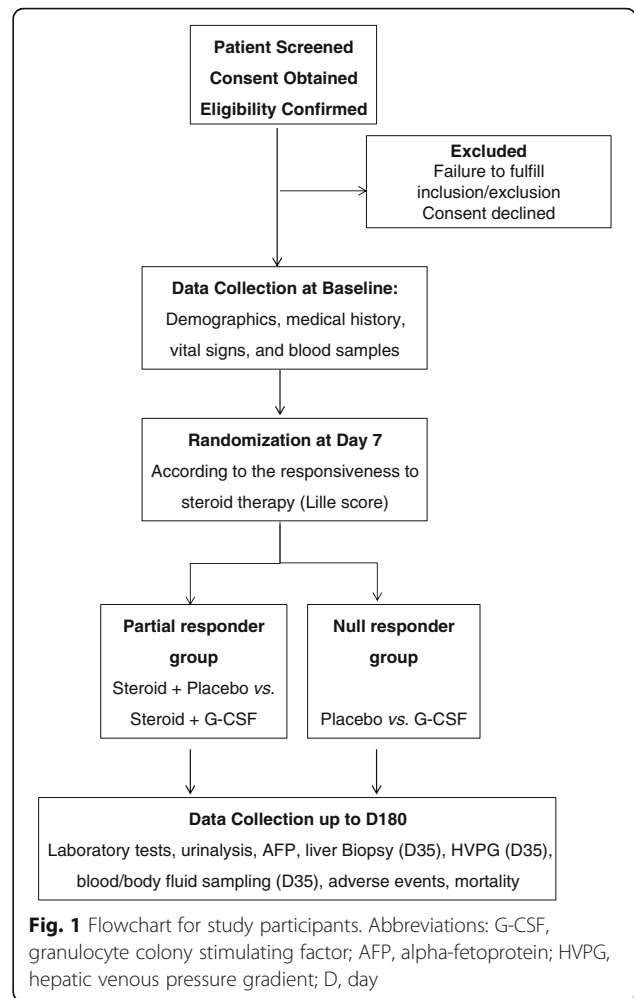 Patient Screened
Consent Obtained
Eligibility Confirmed
Excluded
Failure to fulfill
inclusion/exclusion
Consent declined
Data Collection at Baseline:
Demographics, medical history,
vital signs, and blood samples
Randomization at Day 7
According to the responsiveness to
steroid therapy (Lille score)
Partial responder
group
Steroid + Placebo vs.
Steroid + G-CSF
Null responder
group
Placebo vs. G-CSF
Data Collection up to D180
Laboratory tests, urinalysis, AFP, liver Biopsy (D35), HVPG (D35),
blood/body fluid sampling (D35), adverse events, mortality
Fig. 1 Flowchart for study participants. Abbreviations: G-CSF,
granulocyte colony stimulating factor; AFP, alpha-fetoprotein; HVPG,
hepatic venous pressure gradient; D, day